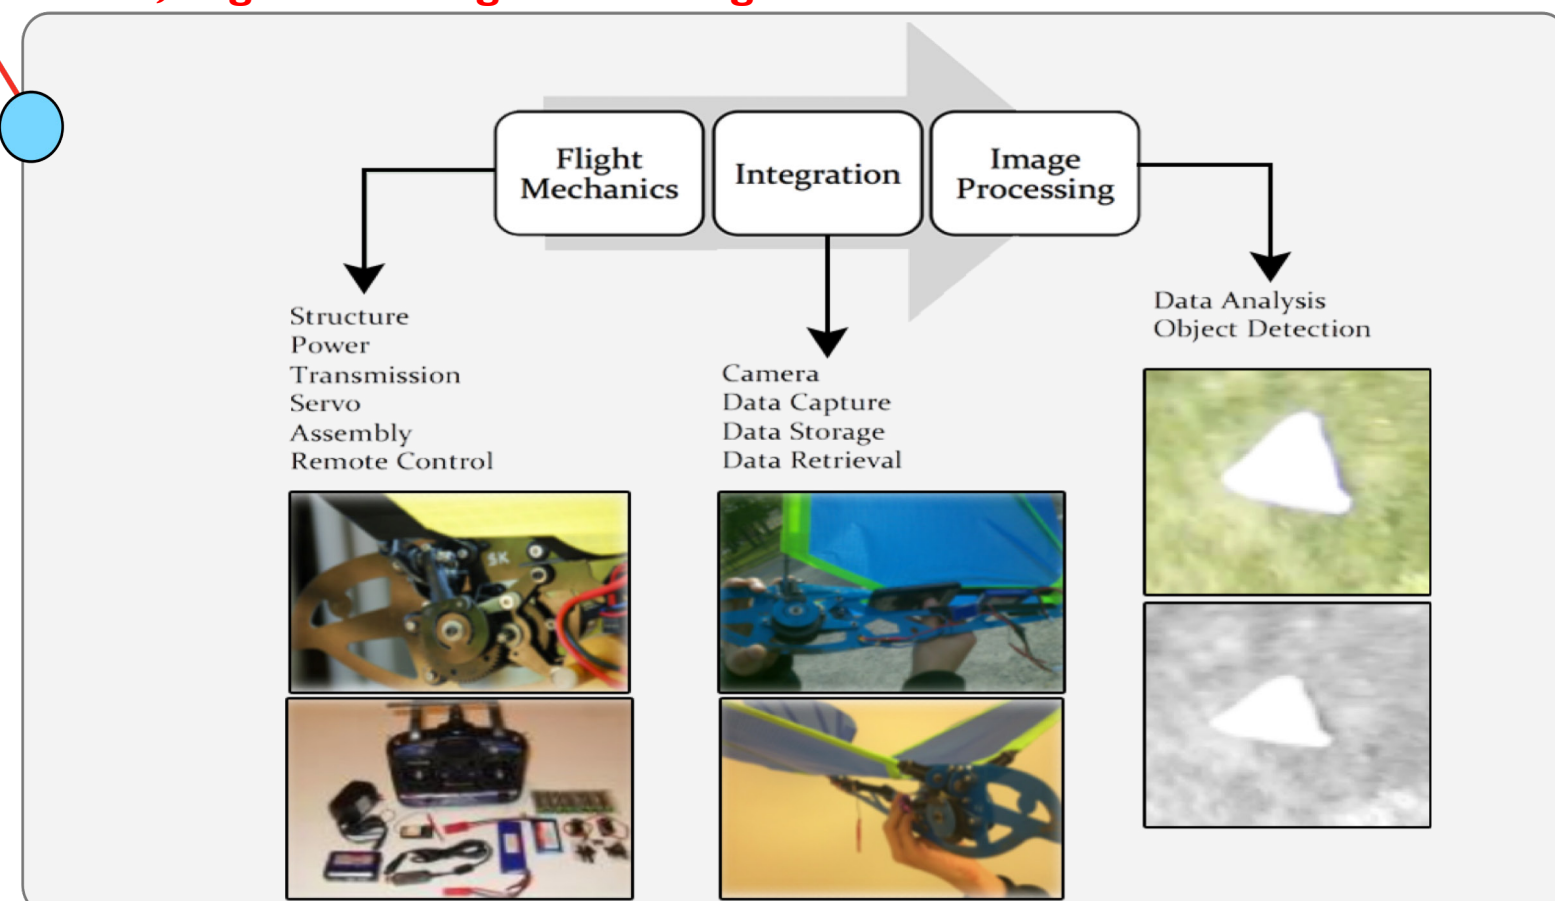 Flight
Mechanics
Integration
Image
Processing
Structure
Power
Transmission
Servo
Assembly
Remote Control
Camera
Data Capture
Data Storage
Data Retrieval
Data Analysis
Object Detection
SK